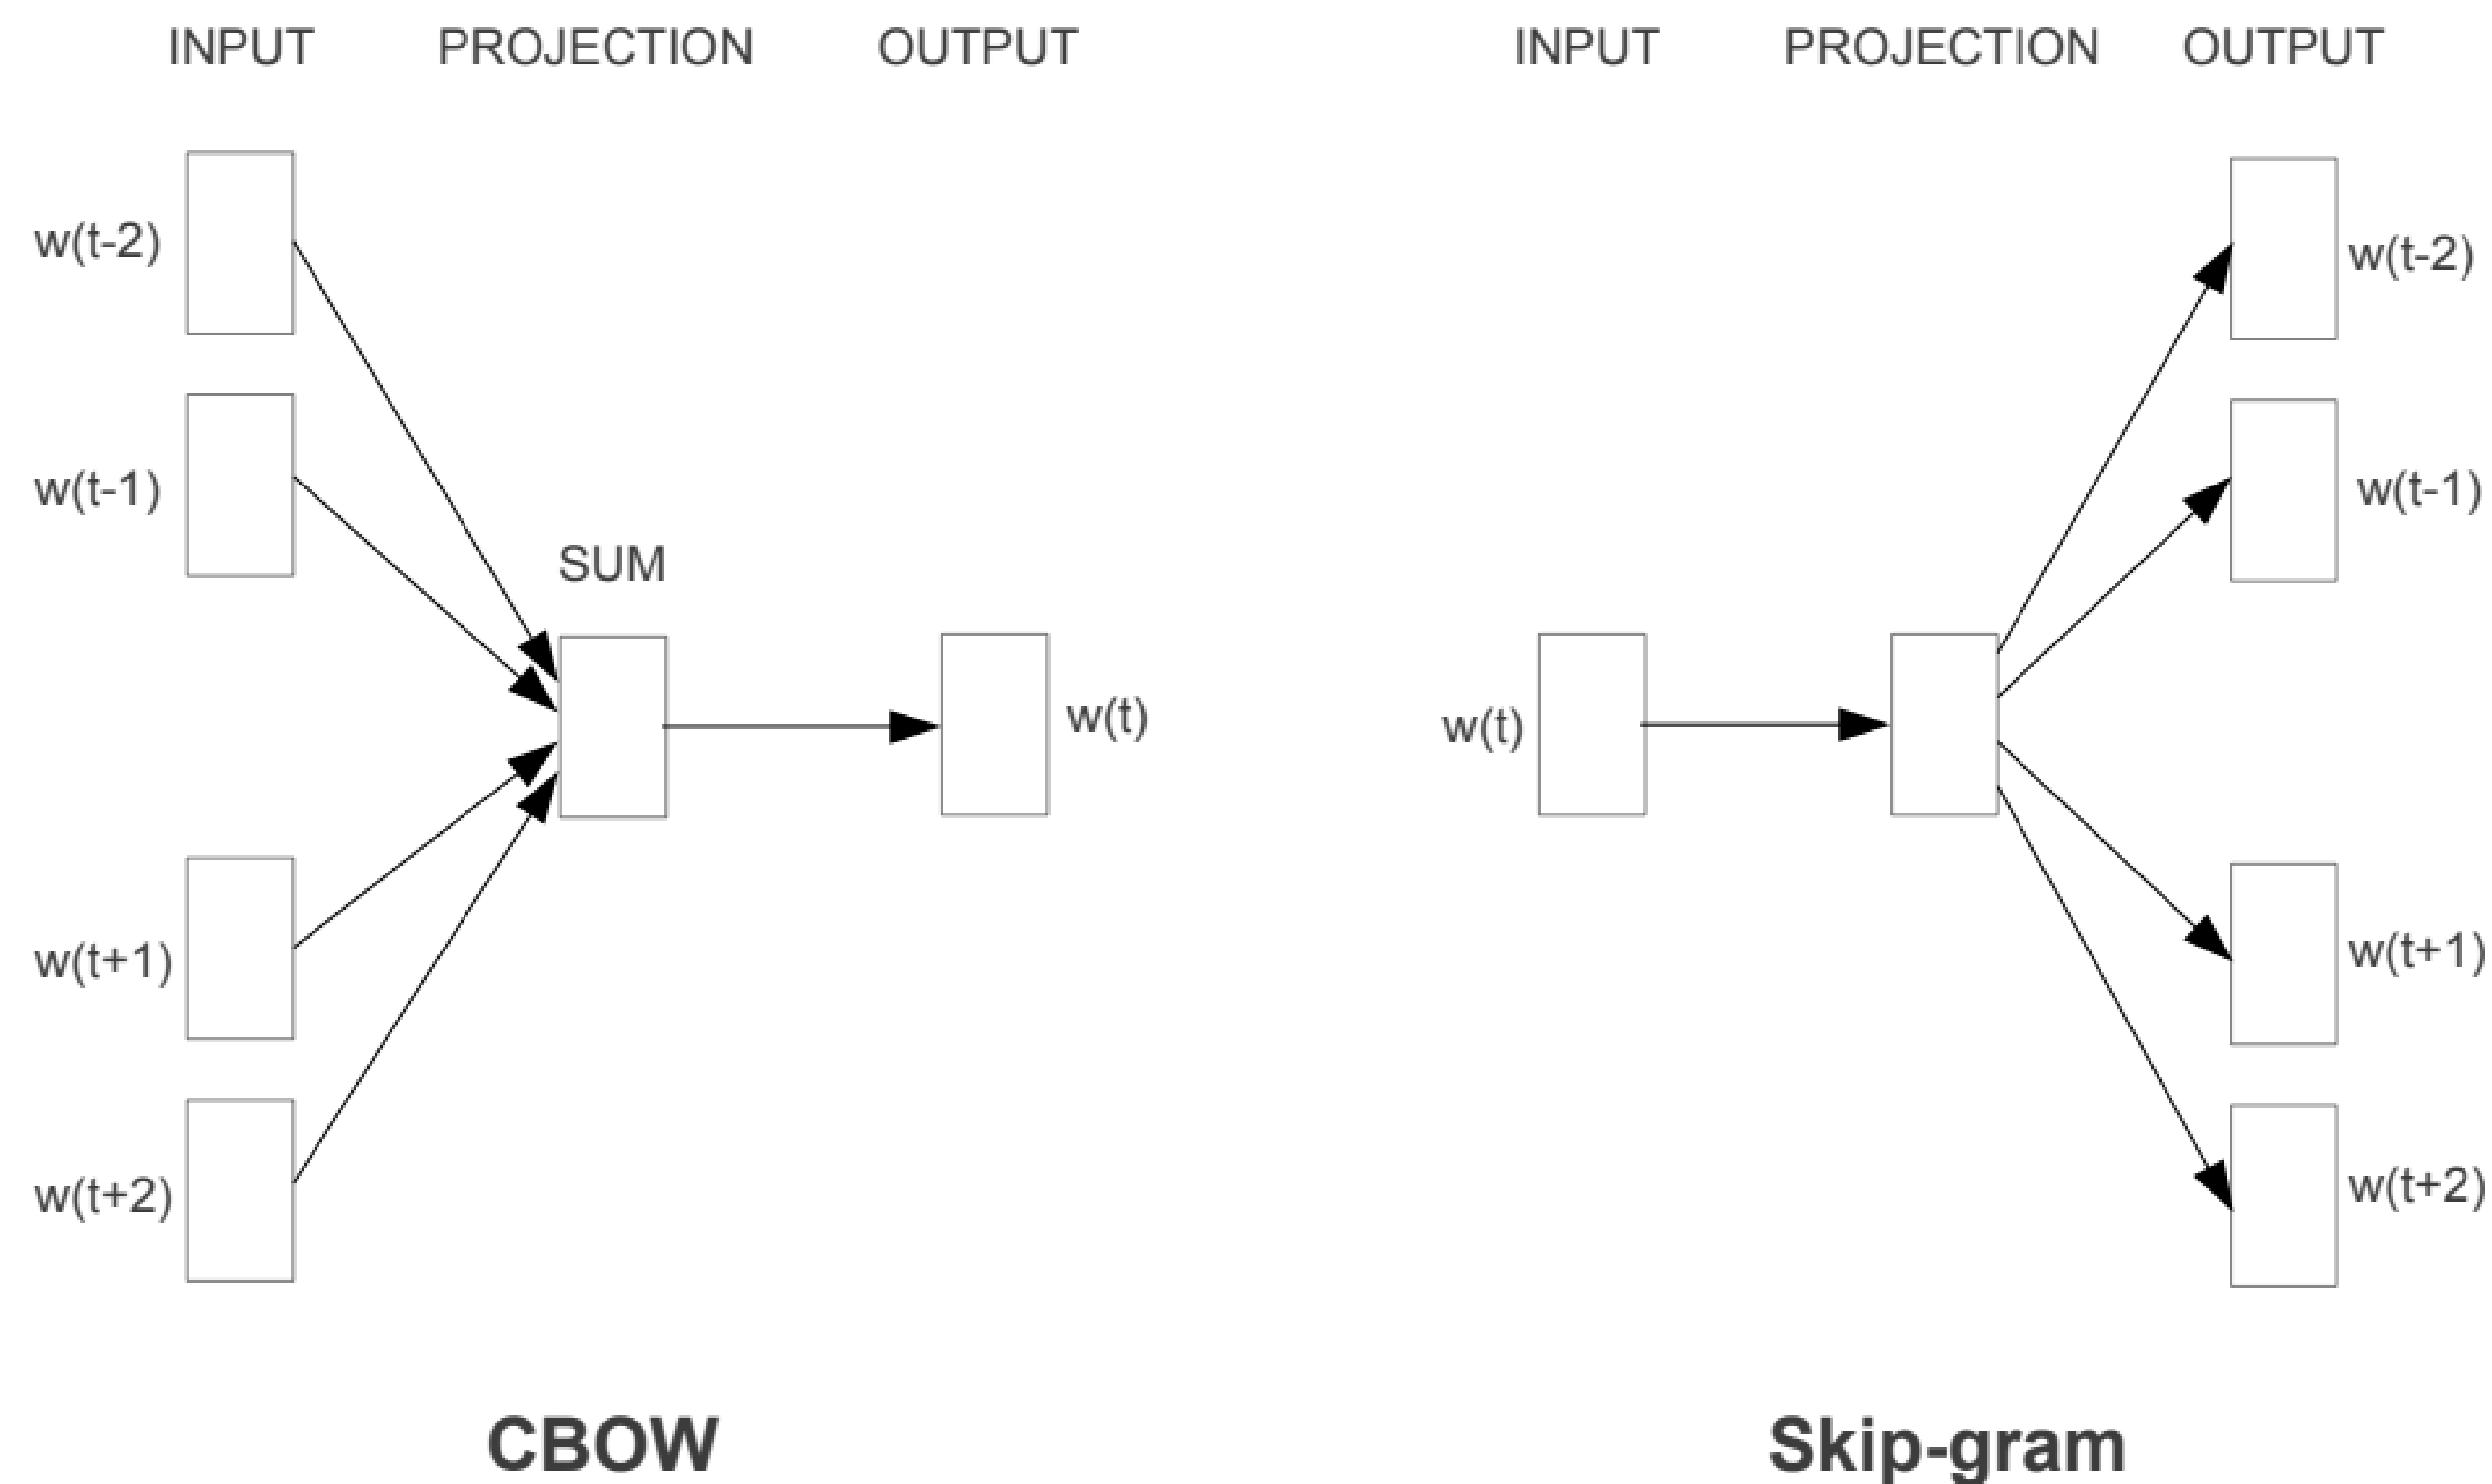 INPUT PROJECTION OUTPUT
w(t-2)
w(t-1)
SUM
w(t)
w(t+1)
w(t+2)
CBOW
INPUT PROJECTION OUTPUT
w(t-2)
w(t-1)
w(t)
w(t+1)
w(t+2)
Skip-gram